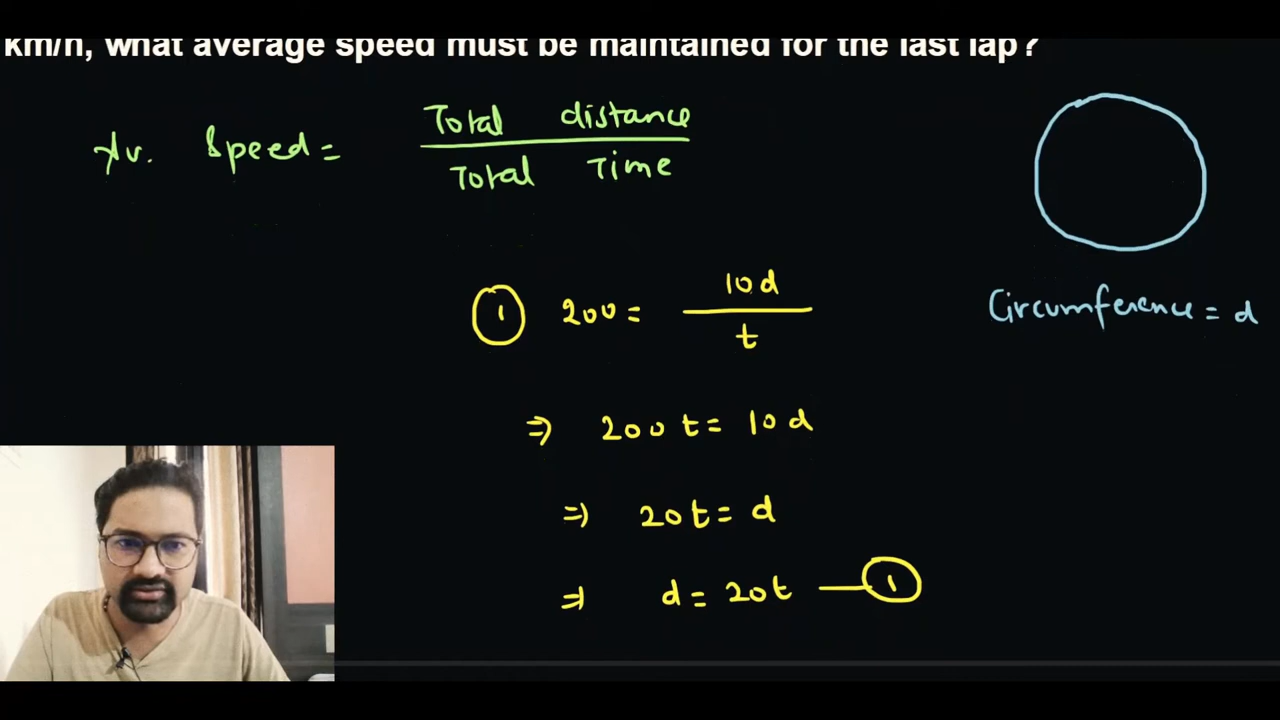 km/h, what average speed must be maintained for the last lap?
Av. Speed = Total distance / Total Time
① 200 = 10d / t
Circumference = d
⇒ 200t = 10d
⇒ 20t = d
⇒ d = 20t — ①